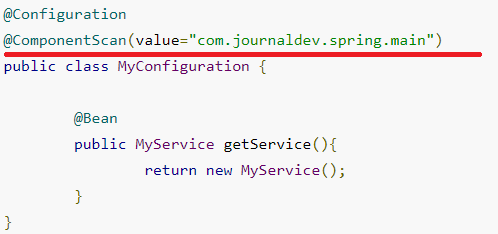 @Configuration
@ComponentScan(value="com.journaldev.spring.main")
public class MyConfiguration {
@Bean
public MyService getService(){
return new MyService();
}
}